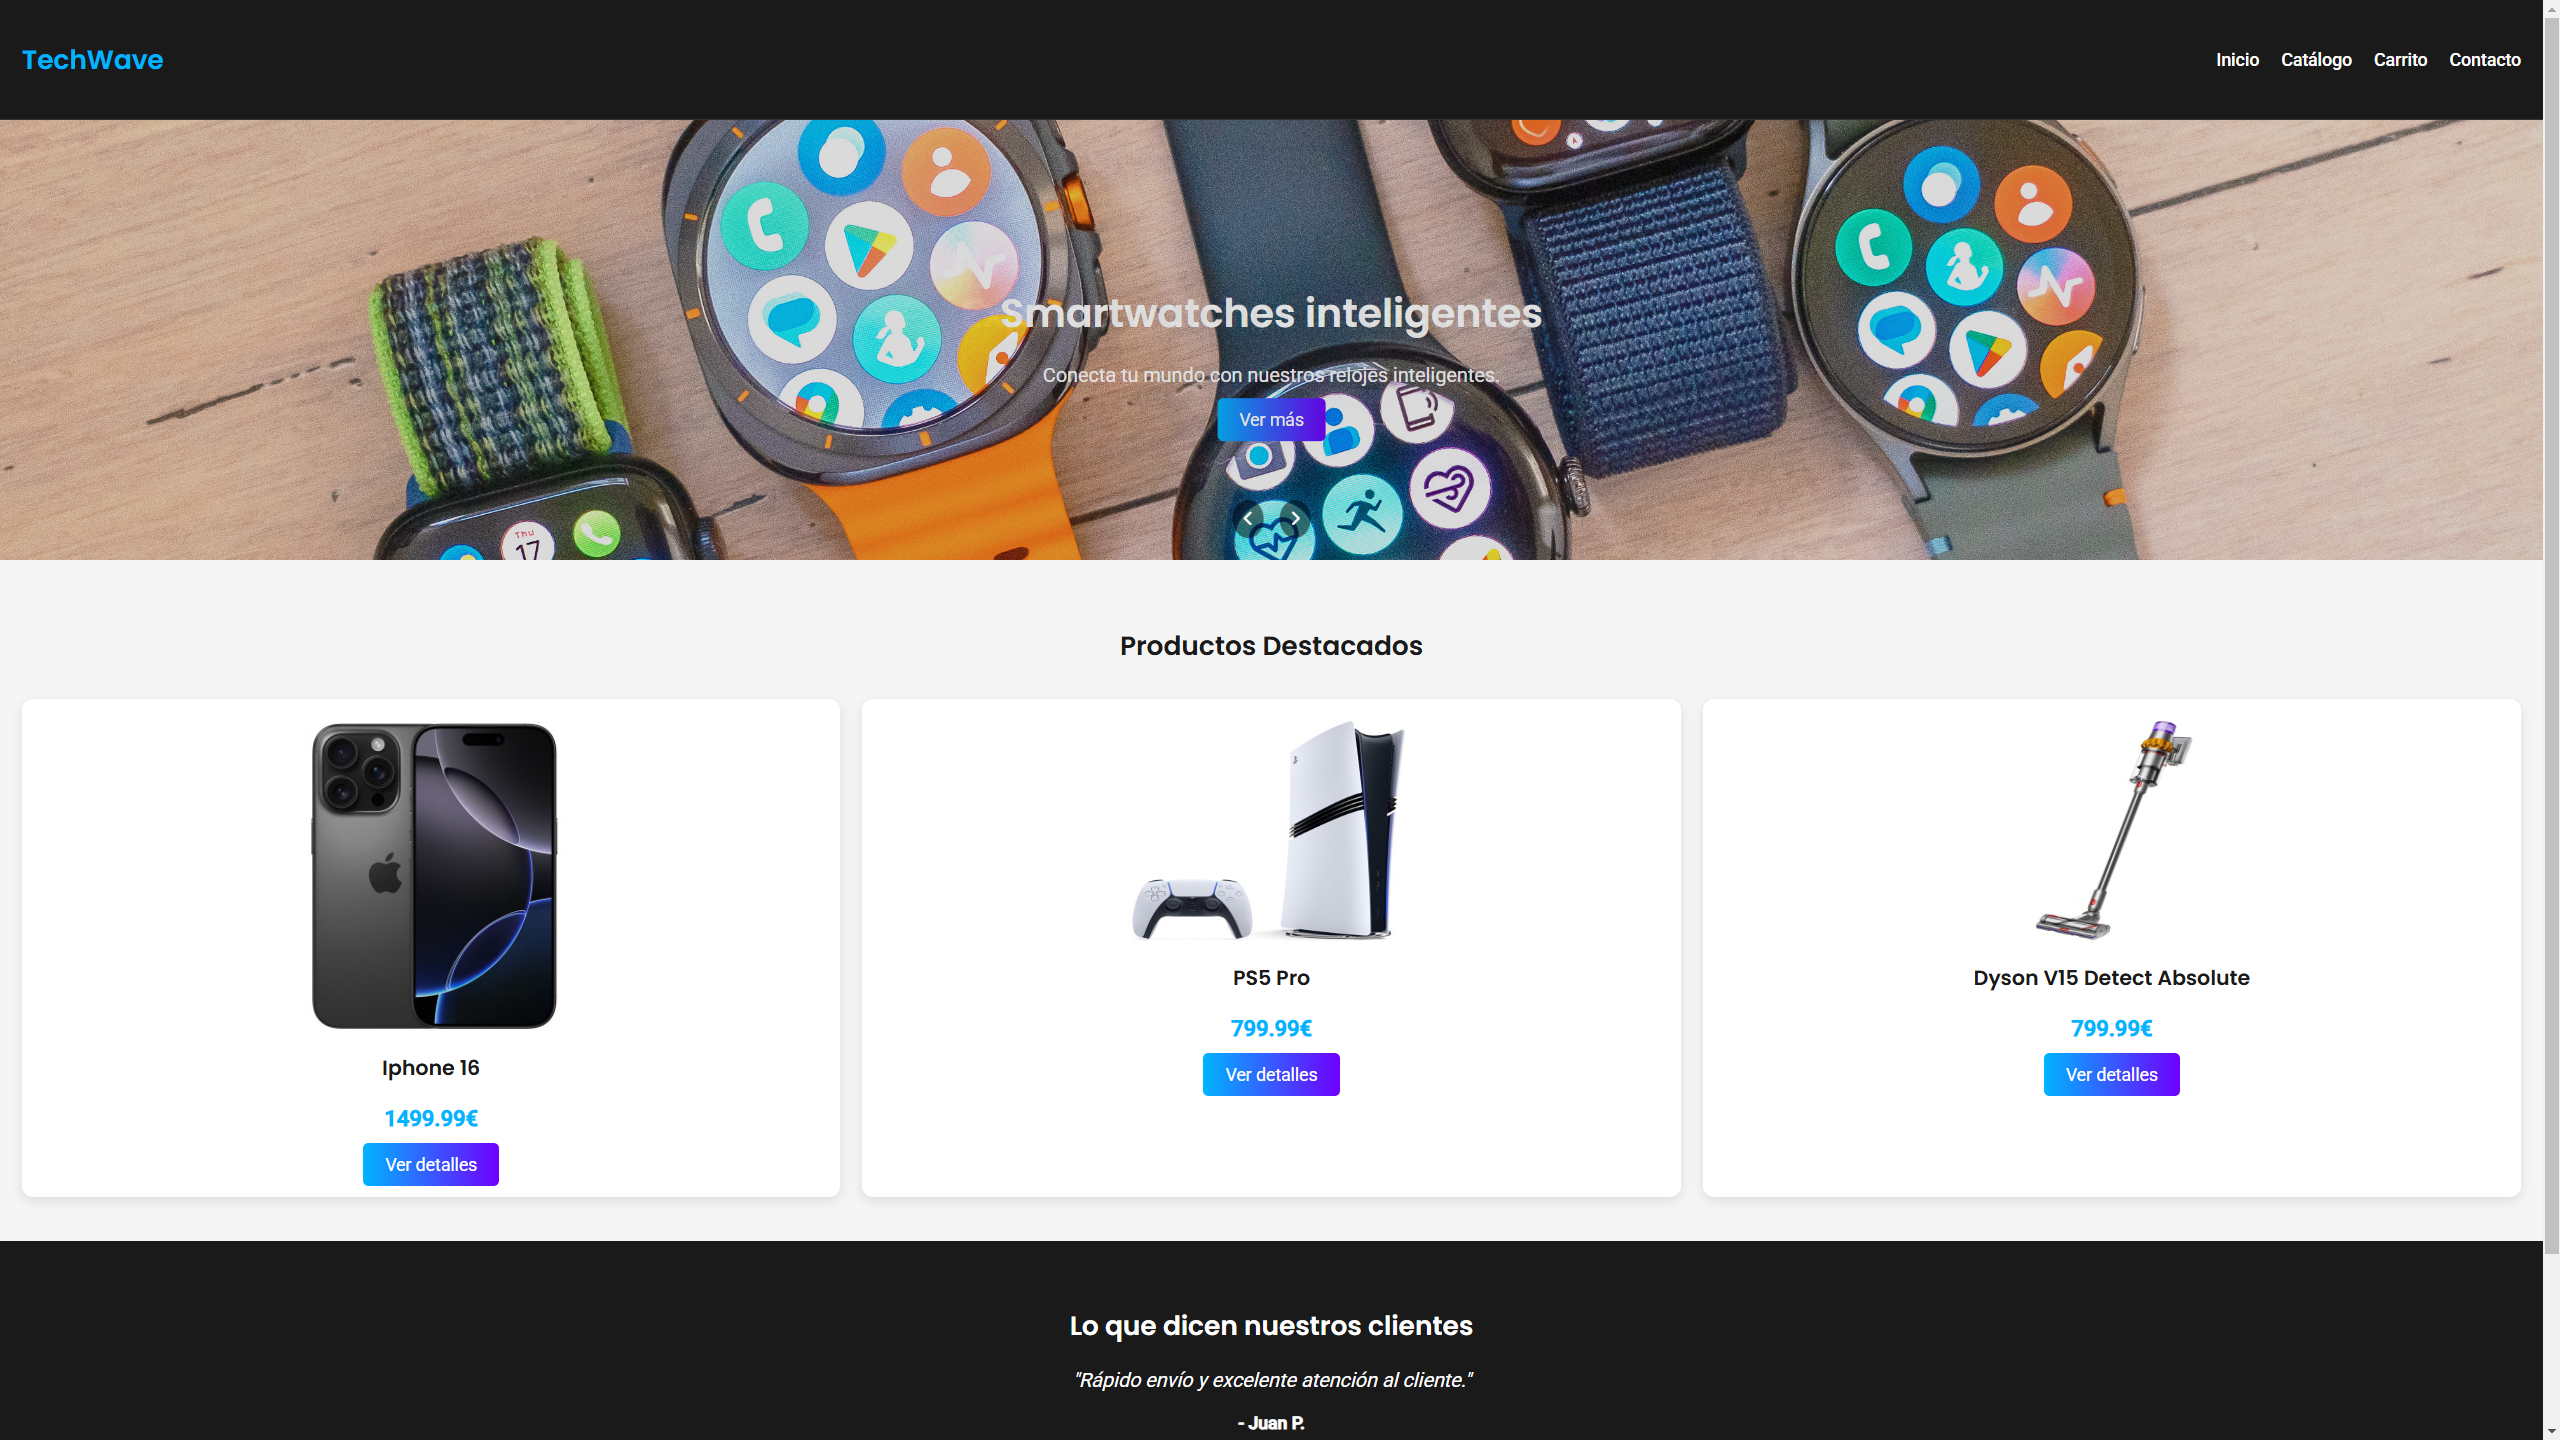 TechWave
Inicio Catálogo Carrito Contacto
Smartwatches inteligentes
Conecta tu mundo con nuestros relojes inteligentes.
Ver más
Thu
17
Productos Destacados
Iphone 16
1499.99€
Ver detalles
PS5 Pro
799.99€
Ver detalles
Dyson V15 Detect Absolute
799.99€
Ver detalles
Lo que dicen nuestros clientes
"Rápido envío y excelente atención al cliente."
- Juan P.